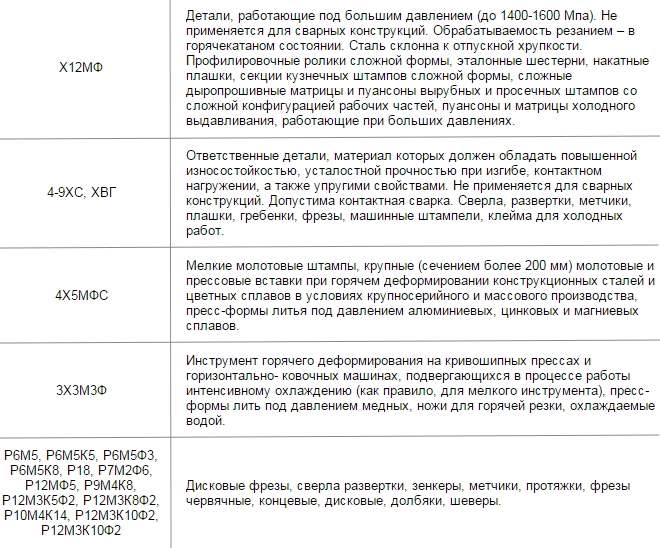 Х12МФ
Детали, работающие под большим давлением (до 1400-1600 Мпа). Не
применяется для сварных конструкций. Обрабатываемость резанием – в
горячекатаном состоянии. Сталь склонна к отпускной хрупкости.
Профилировочные ролики сложной формы, эталонные шестерни, накатные
плашки, секции кузнечных штампов сложной формы, сложные
дыропрошивные матрицы и пуансоны вырубных и просечных штампов со
сложной конфигурацией рабочих частей, пуансоны и матрицы холодного
выдавливания, работающие при больших давлениях.
4-9ХС, ХВГ
Ответственные детали, материал которых должен обладать повышенной
износостойкостью, усталостной прочностью при изгибе, контактном
нагружении, а также упругими свойствами. Не применяется для сварных
конструкций. Допустима контактная сварка. Сверла, развертки, метчики,
плашки, гребенки, фрезы, машинные штампели, клейма для холодных
работ.
4Х5МФС
Мелкие молотовые штампы, крупные (сечением более 200 мм) молотовые и
прессовые вставки при горячем деформировании конструкционных сталей и
цветных сплавов в условиях крупносерийного и массового производства,
пресс-формы литья под давлением алюминиевых, цинковых и магниевых
сплавов.
3Х3М3Ф
Инструмент горячего деформирования на кривошипных прессах и
горизонтально- ковочных машинах, подвергающихся в процессе работы
интенсивному охлаждению (как правило, для мелкого инструмента), пресс-
формы лить под давлением медных, ножи для горячей резки, охлаждаемые
водой.
Р6М5, Р6М5К5, Р6М5Ф3,
Р6М5К8, Р18, Р7М2Ф6,
Р12МФ5, Р9М4К8,
Р12М3К5Ф2, Р12М3К8Ф2,
Р10М4К14, Р12М3К10Ф2,
Р12М3К10Ф2
Дисковые фрезы, сверла развертки, зенкеры, метчики, протяжки, фрезы
червячные, концевые, дисковые, долбяки, шеверы.